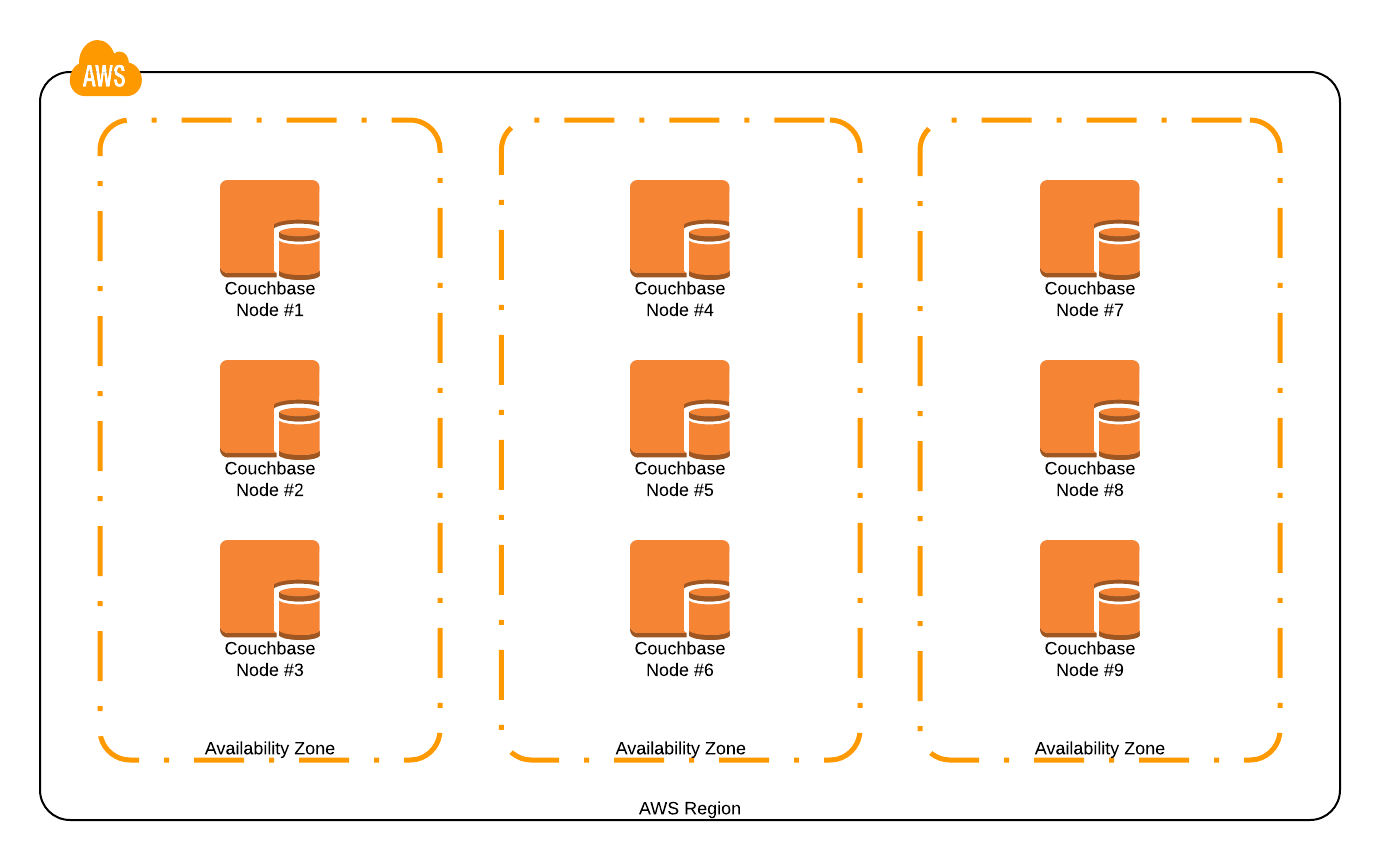 AWS
Couchbase
Node #1
Couchbase
Node #4
Couchbase
Node #7
Couchbase
Node #2
Couchbase
Node #5
Couchbase
Node #8
Couchbase
Node #3
Couchbase
Node #6
Couchbase
Node #9
Availability Zone
Availability Zone
Availability Zone
AWS Region